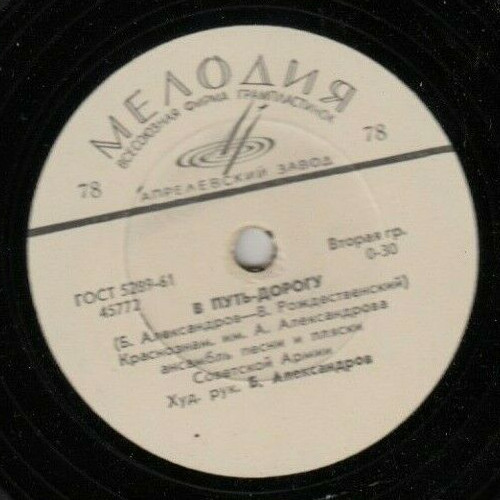 МЕЛОДИЯ
ВСЕСОЮЗНАЯ ФИРМА ГРАМПЛАСТИНОК
78
78
АПРЕЛЕВСКИЙ ЗАВОД
ГОСТ 5289-61
45772
Вторая гр.
0-30
В ПУТЬ-ДОРОГУ
(Б. Александров—В. Рождественский)
Краснознам. им. А. Александрова
ансамбль песни и пляски
Советской Армии
Худ. рук. Б. Александров